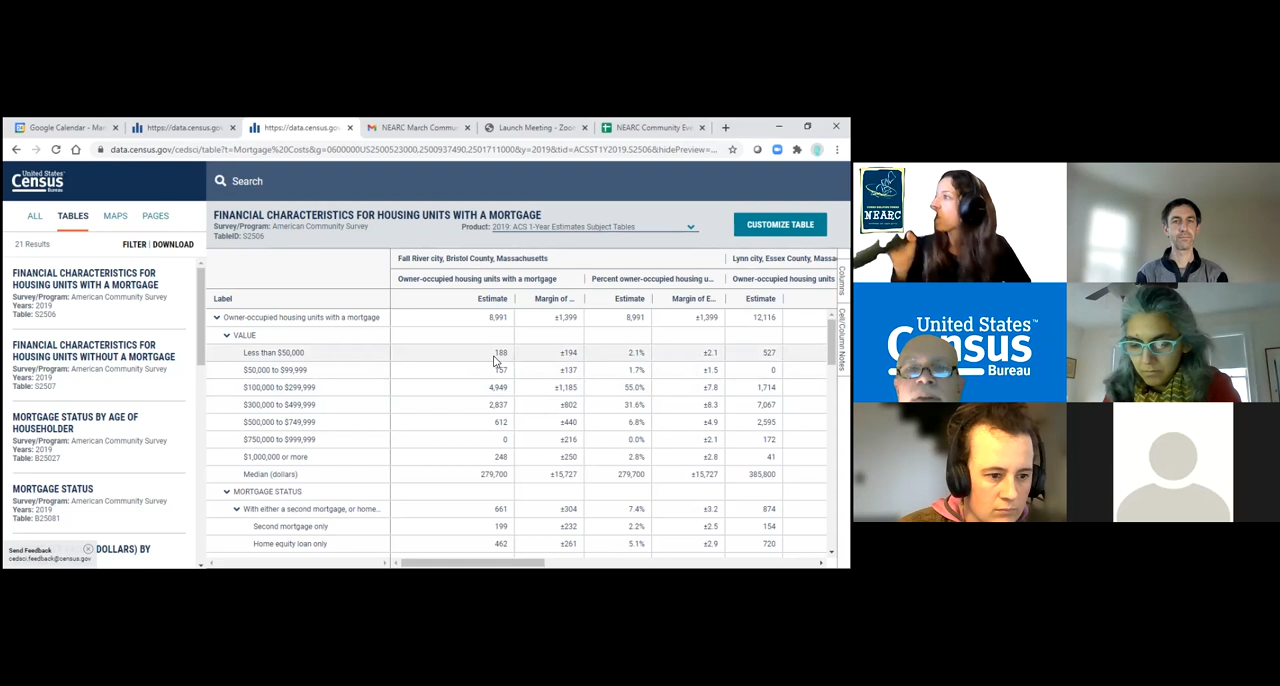 Google Calendar - Mar
https://data.census.gov
https://data.census.gov
NEARC March Commu
Launch Meeting - Zoom
NEARC Community Eve
data.census.gov/cedsci/table?t=Mortgage%20Costs&g=0600000US2500523000,2500937490,2501711000&y=2019&tid=ACSST1Y2019.S2506&hidePreview=...
United States®
Census
Bureau
Search
ALL TABLES MAPS PAGES
21 Results FILTER | DOWNLOAD
FINANCIAL CHARACTERISTICS FOR
HOUSING UNITS WITH A MORTGAGE
Survey/Program: American Community Survey
Years: 2019
Table: S2506
FINANCIAL CHARACTERISTICS FOR
HOUSING UNITS WITHOUT A MORTGAGE
Survey/Program: American Community Survey
Years: 2019
Table: S2507
MORTGAGE STATUS BY AGE OF
HOUSEHOLDER
Survey/Program: American Community Survey
Years: 2019
Table: B25027
MORTGAGE STATUS
Survey/Program: American Community Survey
Years: 2019
Table: B25081
DOLLARS) BY
Send Feedback
cedsci.feedback@census.gov
FINANCIAL CHARACTERISTICS FOR HOUSING UNITS WITH A MORTGAGE
Survey/Program: American Community Survey
TableID: S2506
Product: 2019: ACS 1-Year Estimates Subject Tables
CUSTOMIZE TABLE
Fall River city, Bristol County, Massachusetts Lynn city, Essex County, Massa
Owner-occupied housing units with a mortgage Percent owner-occupied housing u... Owner-occupied housing units
Label Estimate Margin of ... Estimate Margin of E... Estimate
Owner-occupied housing units with a mortgage 8,991 ±1,399 8,991 ±1,399 12,116
VALUE
Less than $50,000 188 ±194 2.1% ±2.1 527
$50,000 to $99,999 157 ±137 1.7% ±1.5 0
$100,000 to $299,999 4,949 ±1,185 55.0% ±7.8 1,714
$300,000 to $499,999 2,837 ±802 31.6% ±8.3 7,067
$500,000 to $749,999 612 ±440 6.8% ±4.9 2,595
$750,000 to $999,999 0 ±216 0.0% ±2.1 172
$1,000,000 or more 248 ±250 2.8% ±2.8 41
Median (dollars) 279,700 ±15,727 279,700 ±15,727 385,800
MORTGAGE STATUS
With either a second mortgage, or home... 661 ±304 7.4% ±3.2 874
Second mortgage only 199 ±232 2.2% ±2.5 154
Home equity loan only 462 ±261 5.1% ±2.9 720
Columns
Cell/Column Notes
NEARC
United States™
Census
Bureau